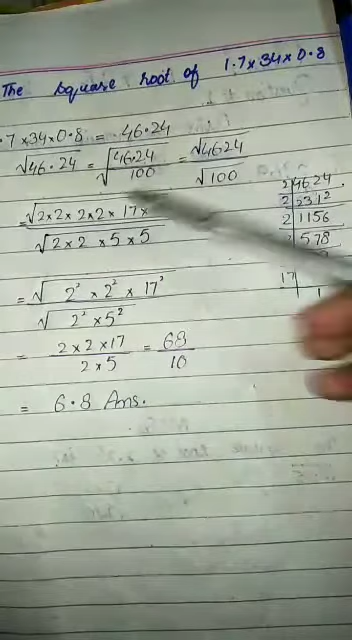 The square root of 1.7×34×0.8
.7×34×0.8 = 46.24
√46.24 = √46.24/100 = √4624/√100
= √2×2×2×2×17×/√2×2×5×5
= √2²×2²×17²/√2²×5²
= 2×2×17/2×5 = 68/10
= 6.8 Ans.
2 4624.
2 2312
2 1156
2 578
17
1